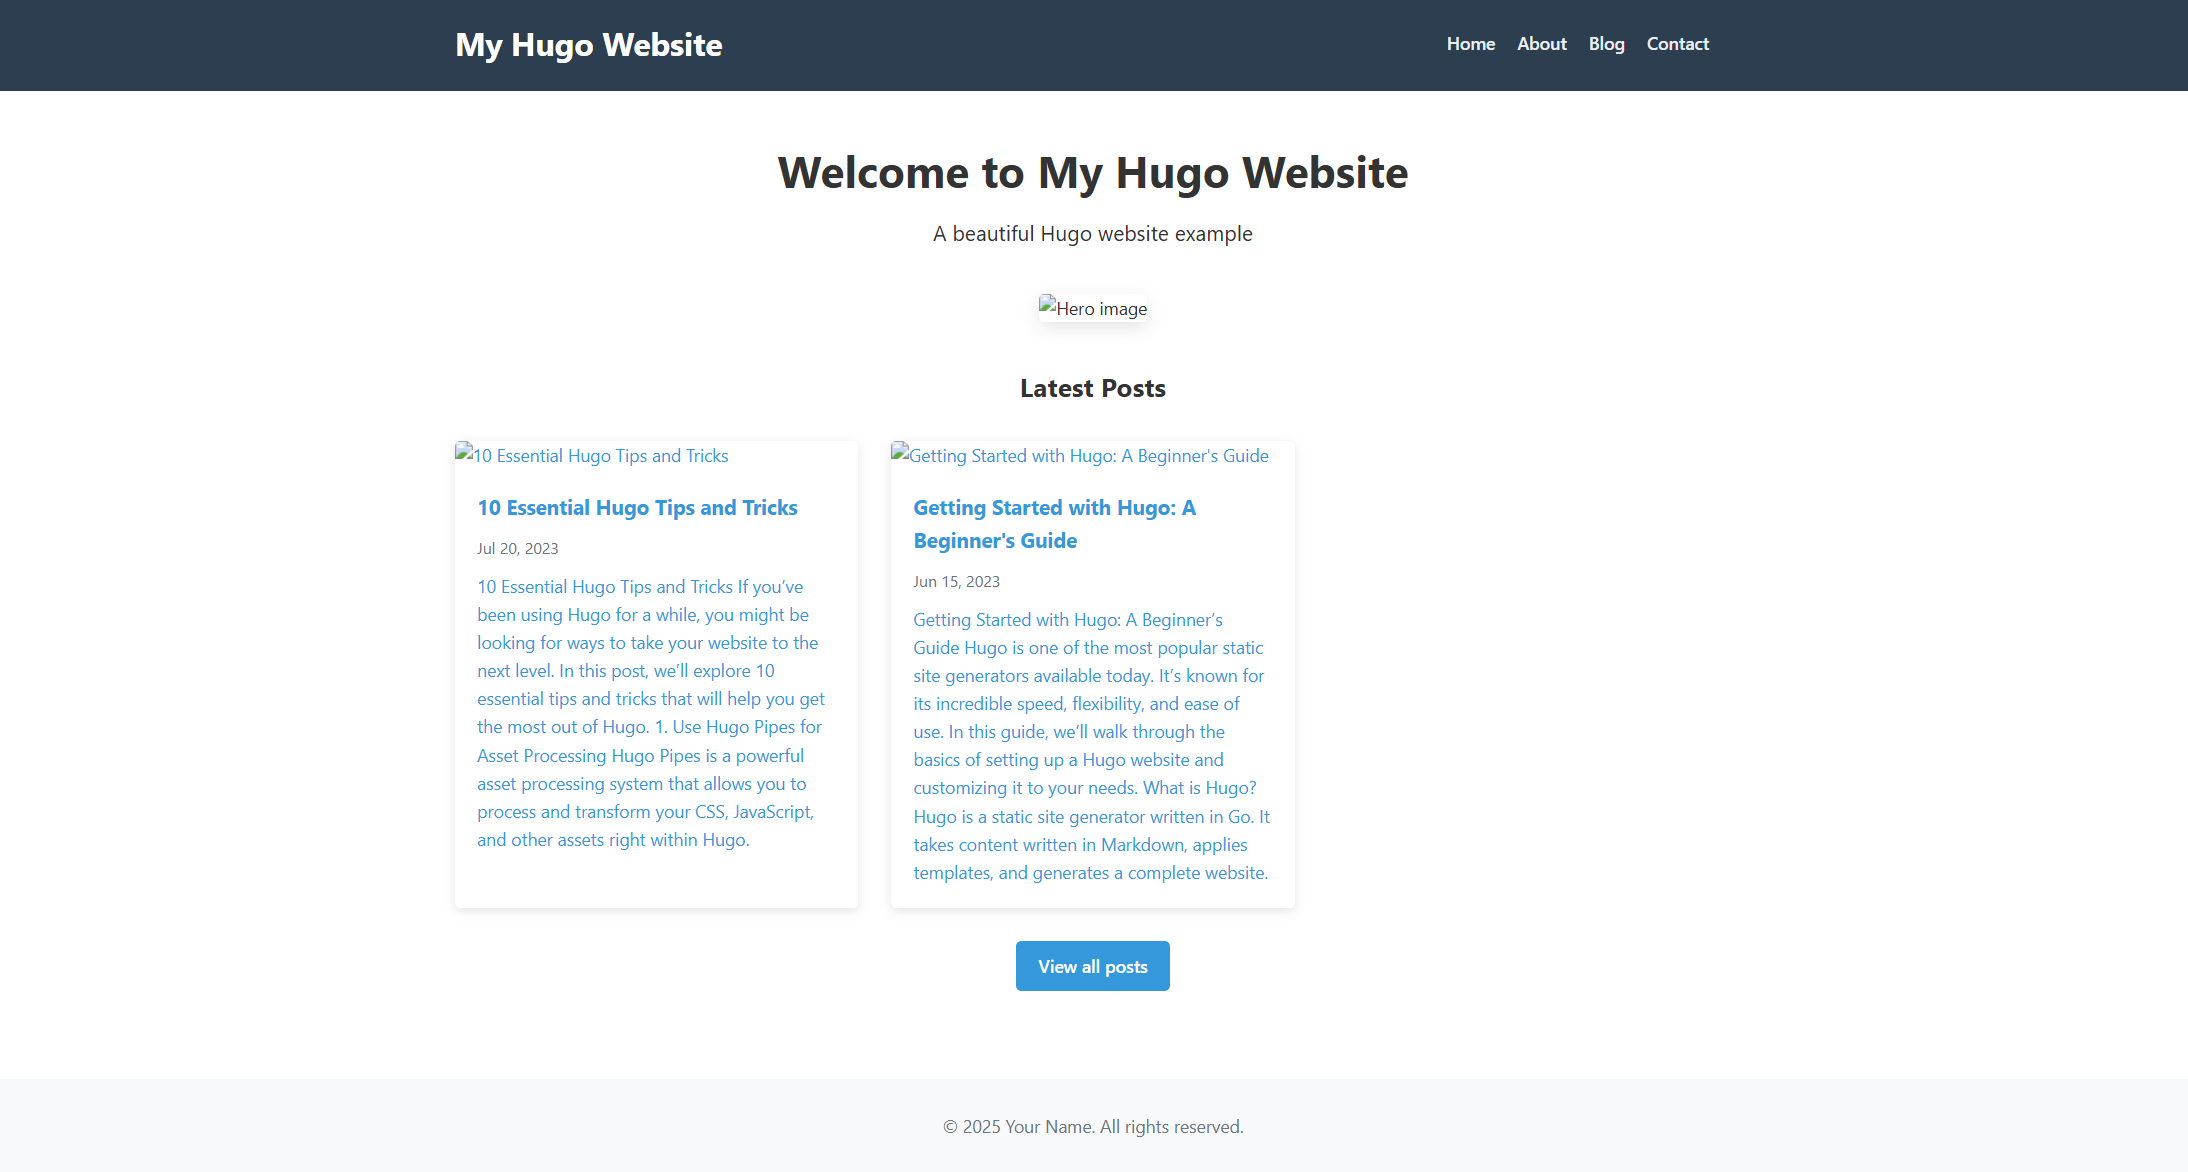 My Hugo Website
Home About Blog Contact
Welcome to My Hugo Website
A beautiful Hugo website example
Hero image
Latest Posts
10 Essential Hugo Tips and Tricks
10 Essential Hugo Tips and Tricks
Jul 20, 2023
10 Essential Hugo Tips and Tricks If you’ve
been using Hugo for a while, you might be
looking for ways to take your website to the
next level. In this post, we’ll explore 10
essential tips and tricks that will help you get
the most out of Hugo. 1. Use Hugo Pipes for
Asset Processing Hugo Pipes is a powerful
asset processing system that allows you to
process and transform your CSS, JavaScript,
and other assets right within Hugo.
Getting Started with Hugo: A Beginner's Guide
Getting Started with Hugo: A
Beginner's Guide
Jun 15, 2023
Getting Started with Hugo: A Beginner’s
Guide Hugo is one of the most popular static
site generators available today. It’s known for
its incredible speed, flexibility, and ease of
use. In this guide, we’ll walk through the
basics of setting up a Hugo website and
customizing it to your needs. What is Hugo?
Hugo is a static site generator written in Go. It
takes content written in Markdown, applies
templates, and generates a complete website.
View all posts
© 2025 Your Name. All rights reserved.